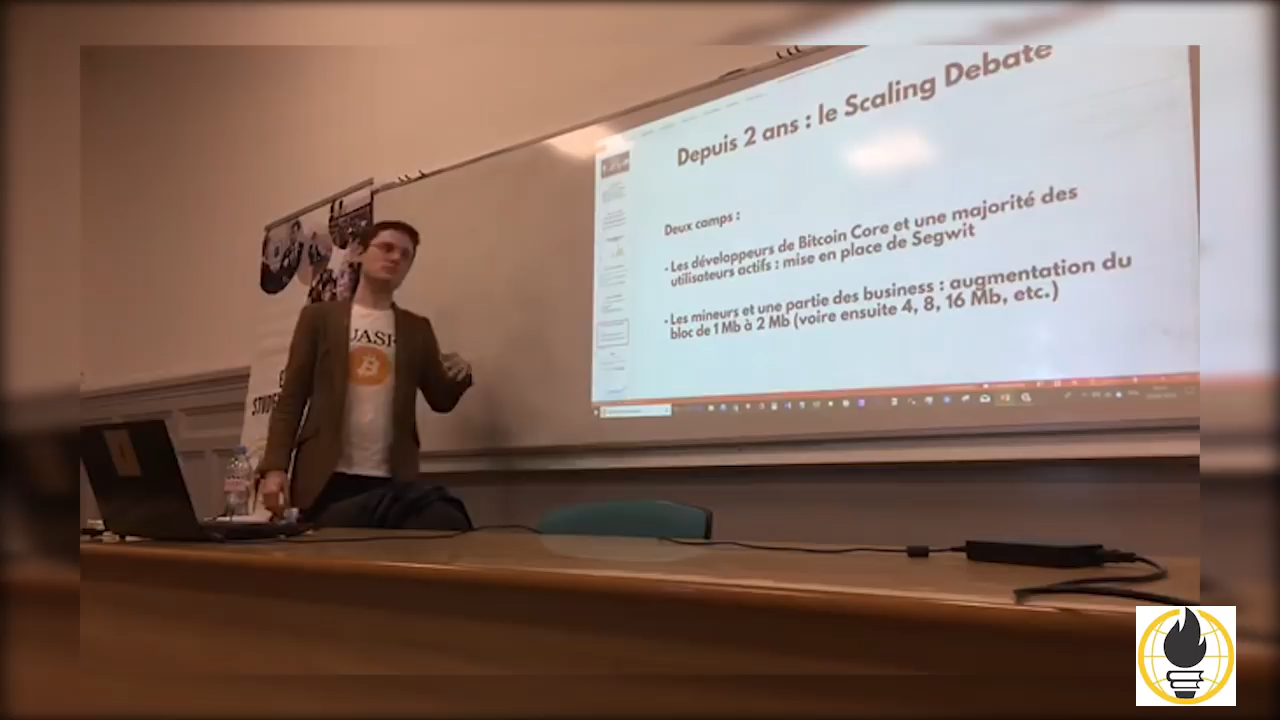 Depuis 2 ans : le Scaling Debate
Deux camps :
- Les développeurs de Bitcoin Core et une majorité des
utilisateurs actifs : mise en place de Segwit
- Les mineurs et une partie des business : augmentation du
bloc de 1 Mb à 2 Mb (voire ensuite 4, 8, 16 Mb, etc.)
UASF